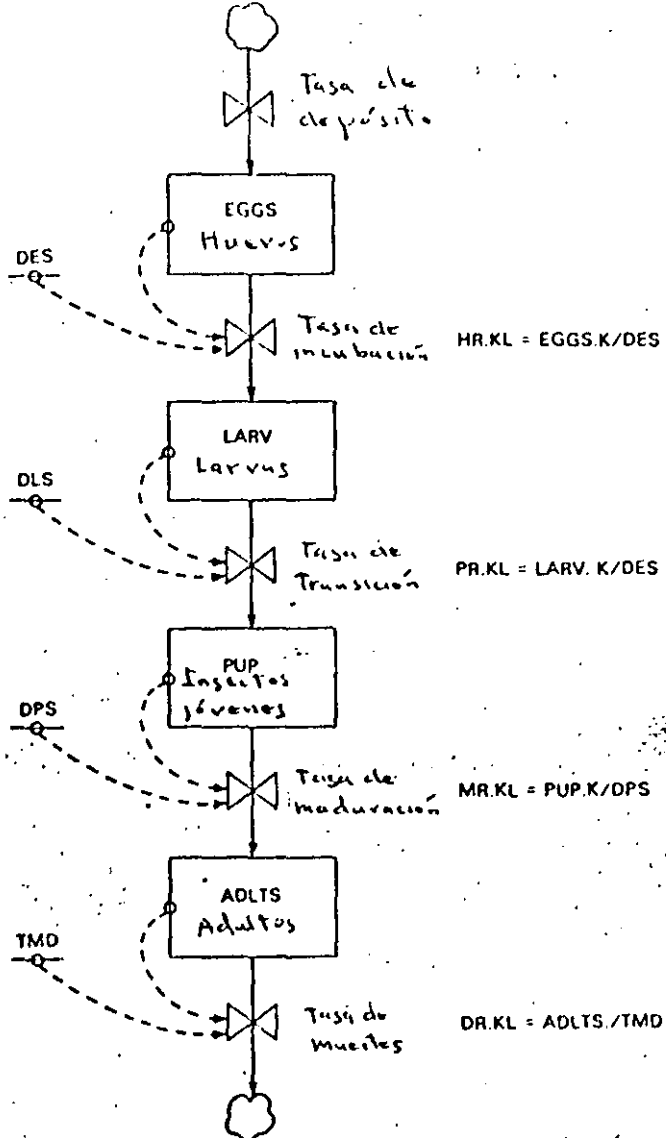 Tasa de
depósito
EGGS
Huevos
DES
Tasa de
incubación
HR.KL = EGGS.K/DES
LARV
Larvas
DLS
Tasa de
Transición
PR.KL = LARV. K/DES
PUP
Insectos
jóvenes
DPS
Tasa de
maduración
MR.KL = PUP.K/DPS
ADLTS
Adultos
TMD
Tasa de
muertes
DR.KL = ADLTS./TMD